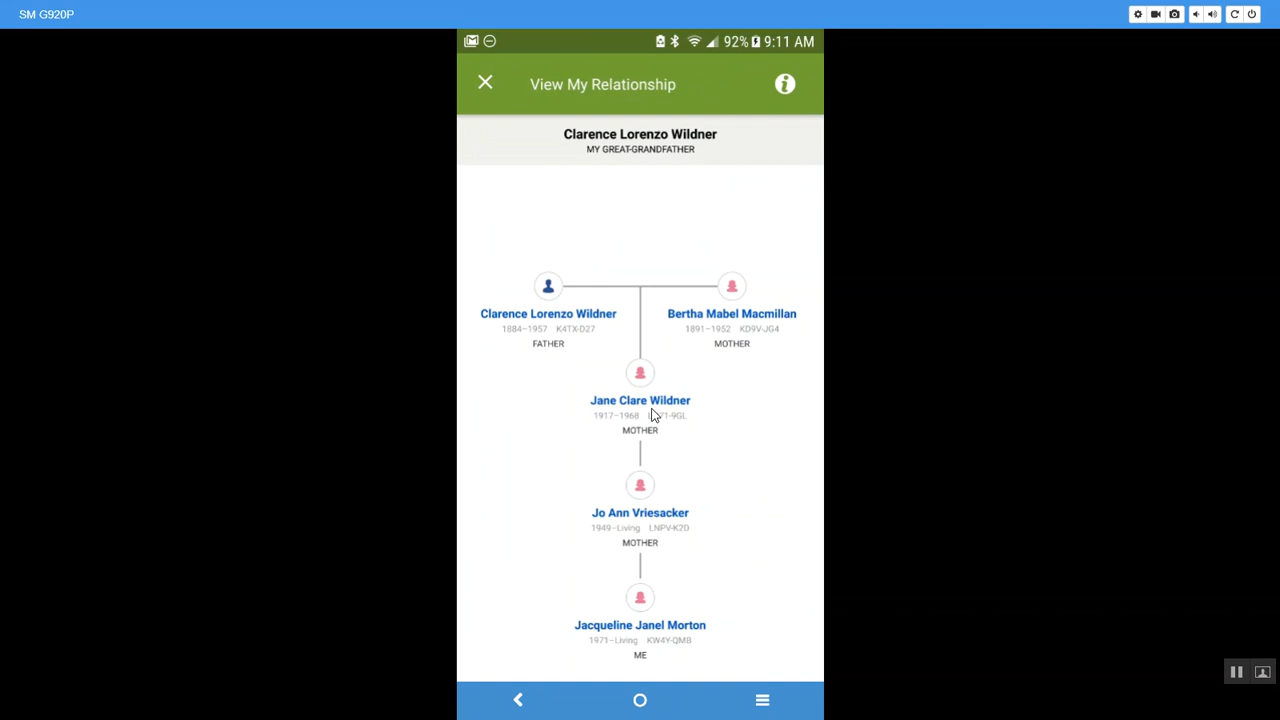 SM G920P
92% 9:11 AM
View My Relationship
Clarence Lorenzo Wildner
MY GREAT-GRANDFATHER
Clarence Lorenzo Wildner
1884–1957 K4TX-D27
FATHER
Bertha Mabel Macmillan
1891–1952 KD9V-JG4
MOTHER
Jane Clare Wildner
1917–1968
MOTHER
Jo Ann Vriesacker
1949–Living LNPV-K2D
MOTHER
Jacqueline Janel Morton
1971–Living KW4Y-QMB
ME